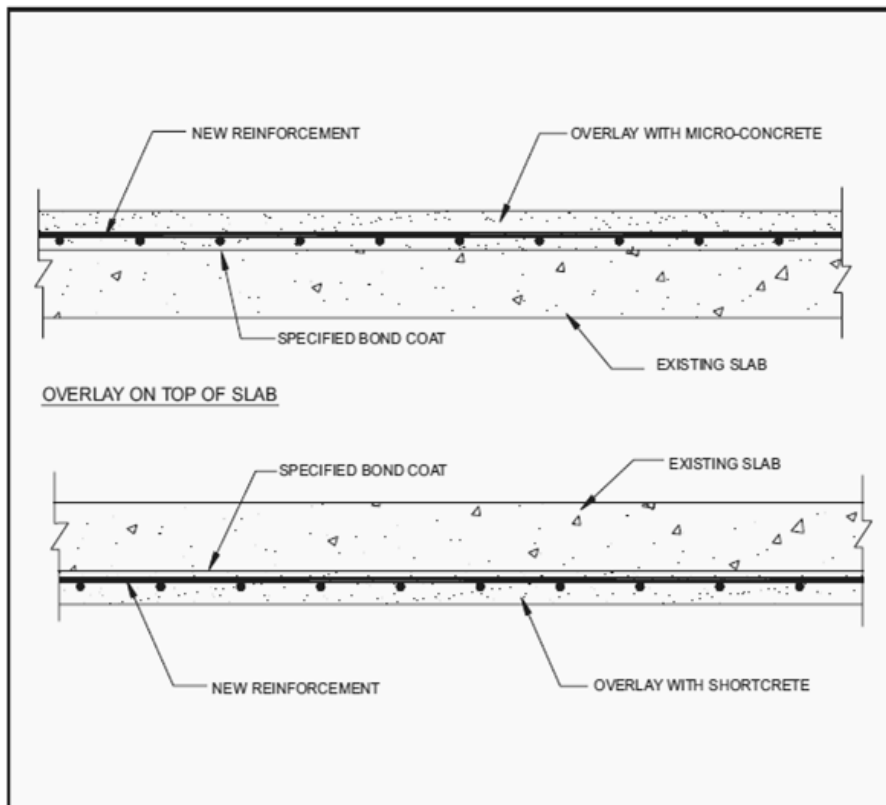 NEW REINFORCEMENT
OVERLAY WITH MICRO-CONCRETE
SPECIFIED BOND COAT
EXISTING SLAB
OVERLAY ON TOP OF SLAB
SPECIFIED BOND COAT
EXISTING SLAB
NEW REINFORCEMENT
OVERLAY WITH SHORTCRETE